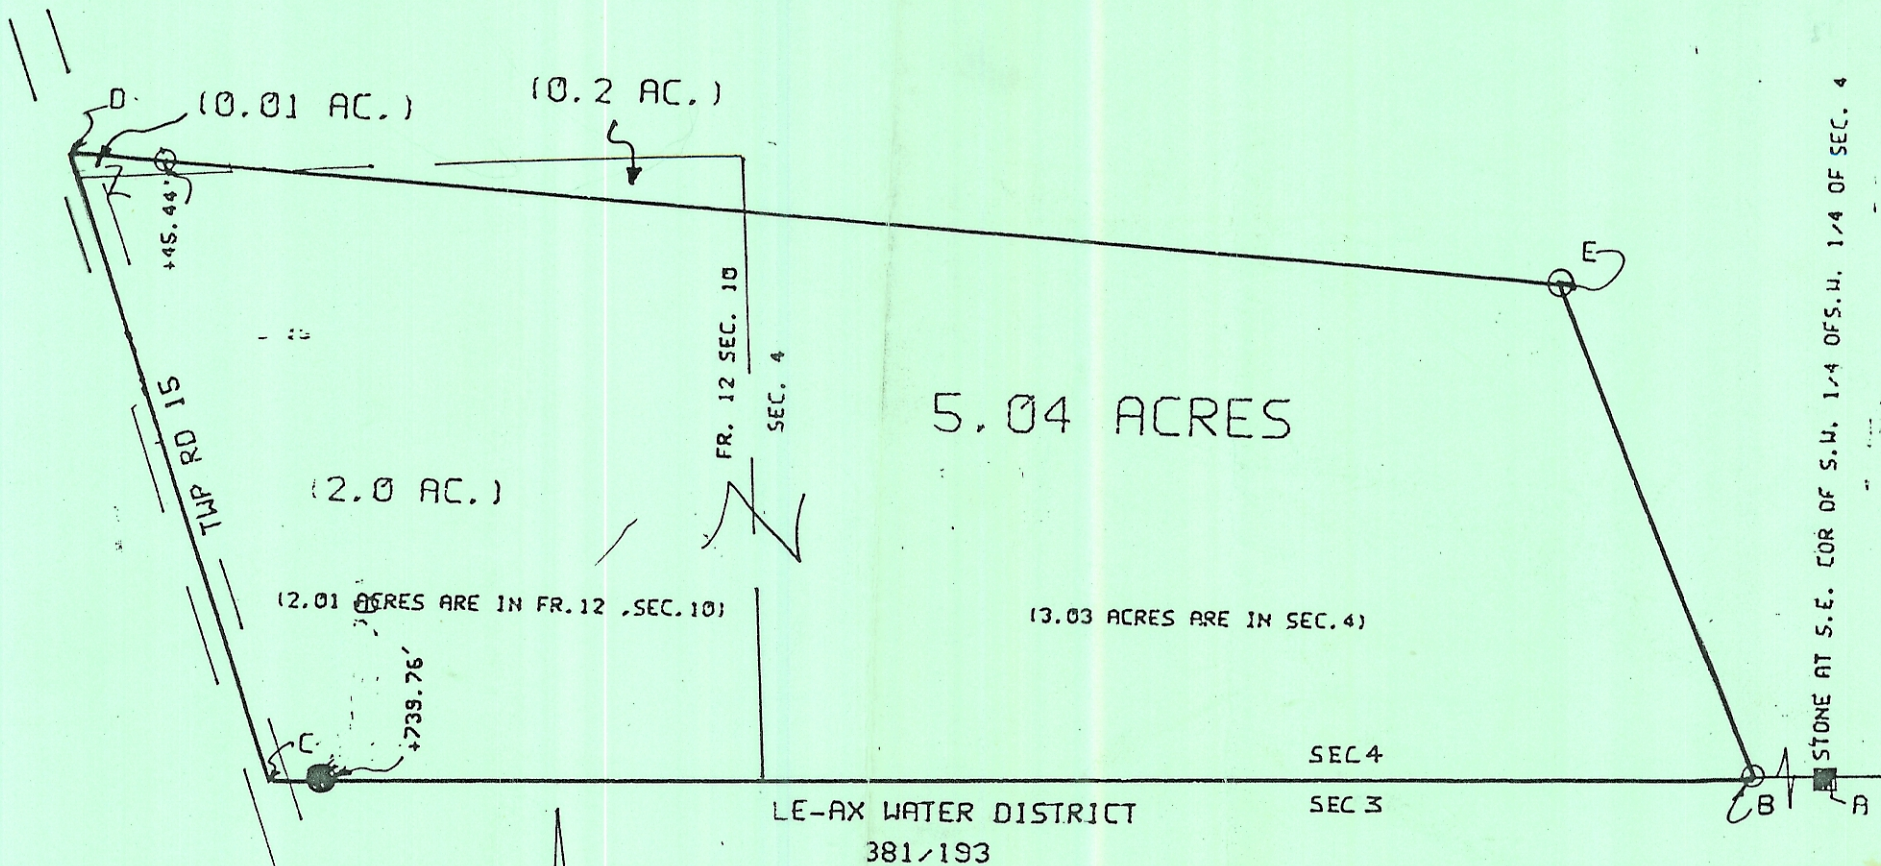 D.
(0.01 AC.)
(0.2 AC.)
+45.44'
E
TWP RD 15
FR. 12 SEC. 10
SEC. 4
5.04 ACRES
(2.0 AC.)
(2.01 ACRES ARE IN FR.12 ,SEC.10)
(3.03 ACRES ARE IN SEC.4)
+739.76'
C.
SEC4
SEC 3
LE-AX WATER DISTRICT
381/193
B
A
STONE AT S.E. COR OF S.W. 1/4 OFS.W. 1/4 OF SEC. 4